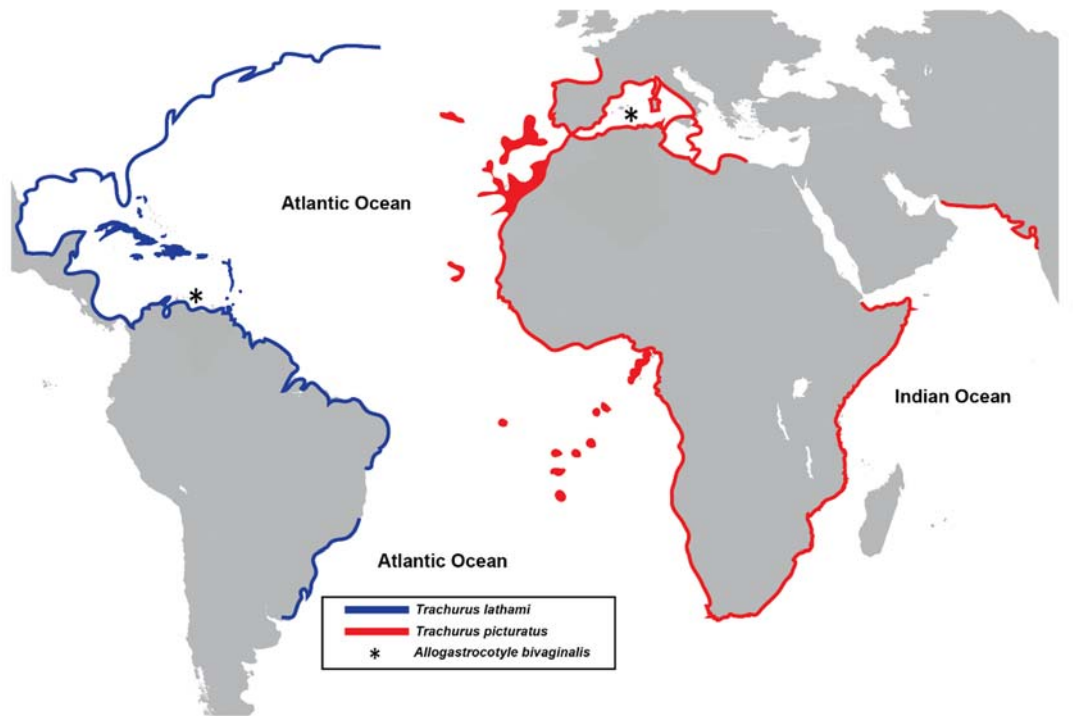 Atlantic Ocean
Indian Ocean
Atlantic Ocean
Trachurus lathami
Trachurus picturatus
* Allogastrocotyle bivaginalis